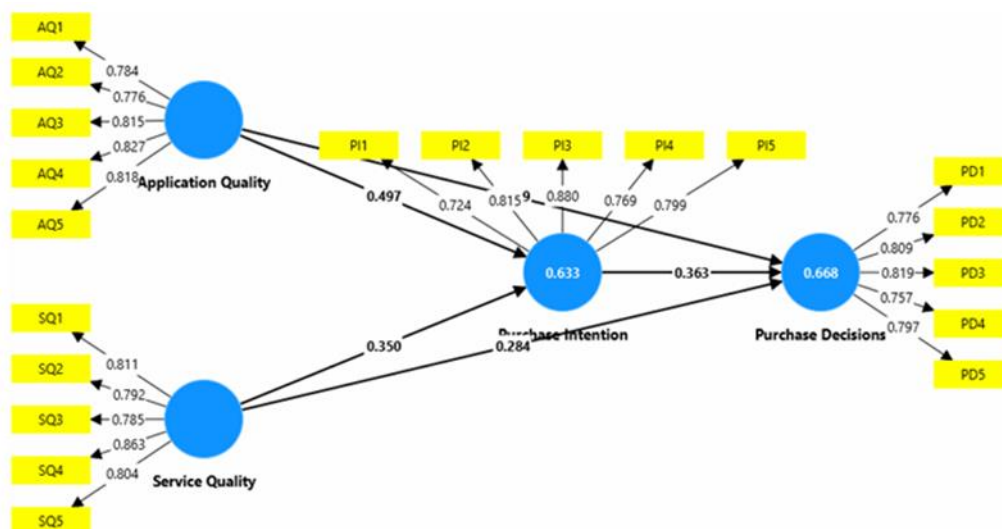 AQ1
AQ2
AQ3
AQ4
AQ5
0.784
0.776
0.815
0.827
0.818
Application Quality
PI1
PI2
PI3
PI4
PI5
0.724
0.815
0.880
0.769
0.799
0.497
0.633
Purchase Intention
0.363
0.668
Purchase Decisions
PD1
PD2
PD3
PD4
PD5
0.776
0.809
0.819
0.757
0.797
0.350
0.284
SQ1
SQ2
SQ3
SQ4
SQ5
0.811
0.792
0.785
0.863
0.804
Service Quality